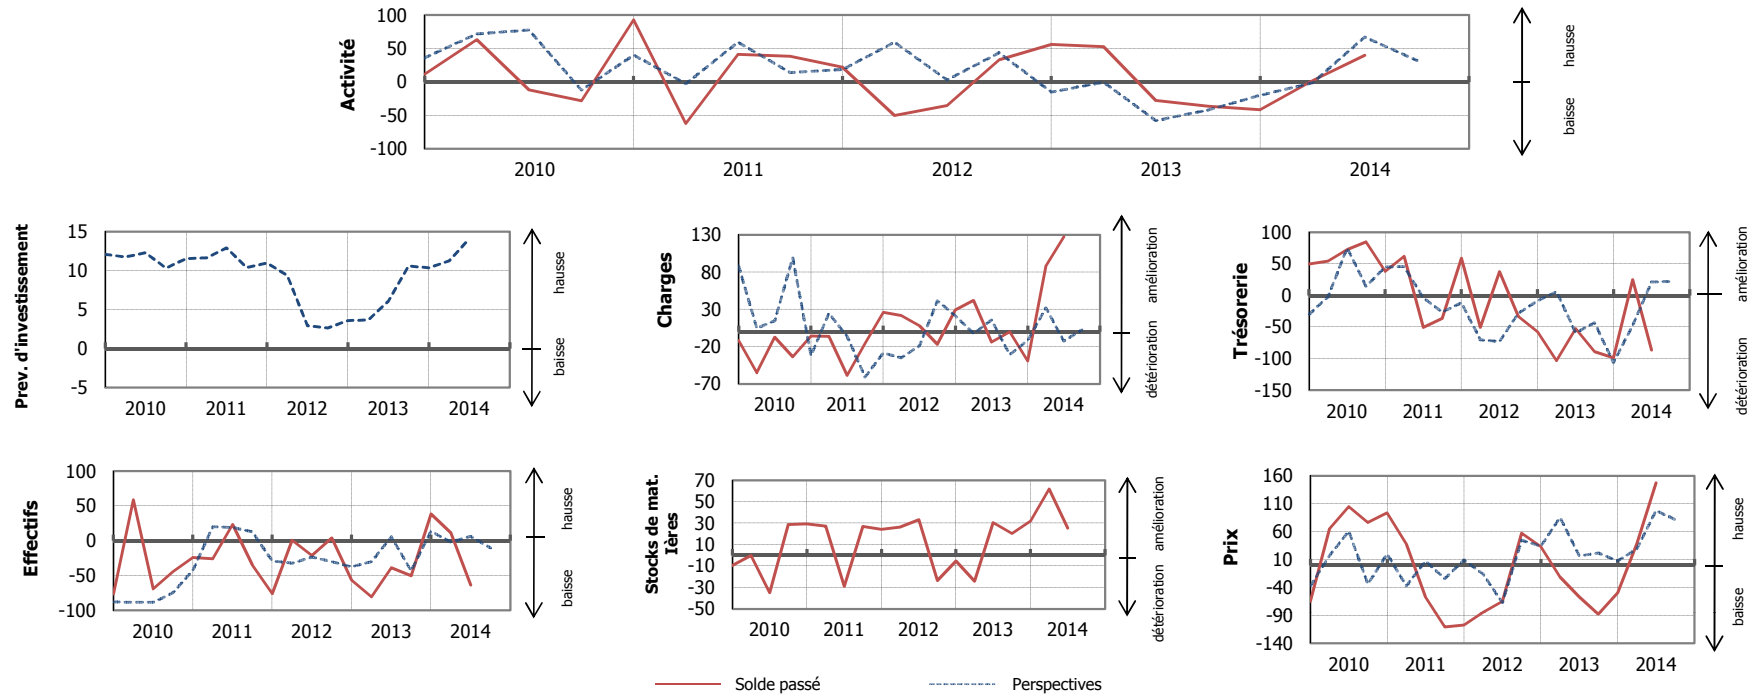 Activité
100
50
0
-50
-100
2010 2011 2012 2013 2014
hausse
baisse
Prev. d'investissement
15
10
5
0
-5
2010 2011 2012 2013 2014
hausse
baisse
Charges
130
80
30
-20
-70
2010 2011 2012 2013 2014
amélioration
détérioration
Trésorerie
100
50
0
-50
-100
-150
2010 2011 2012 2013 2014
amélioration
détérioration
Effectifs
100
50
0
-50
-100
2010 2011 2012 2013 2014
hausse
baisse
Stocks de mat.
Ières
70
50
30
10
-10
-30
-50
2010 2011 2012 2013 2014
amélioration
détérioration
Prix
160
110
60
10
-40
-90
-140
2010 2011 2012 2013 2014
hausse
baisse
Solde passé Perspectives